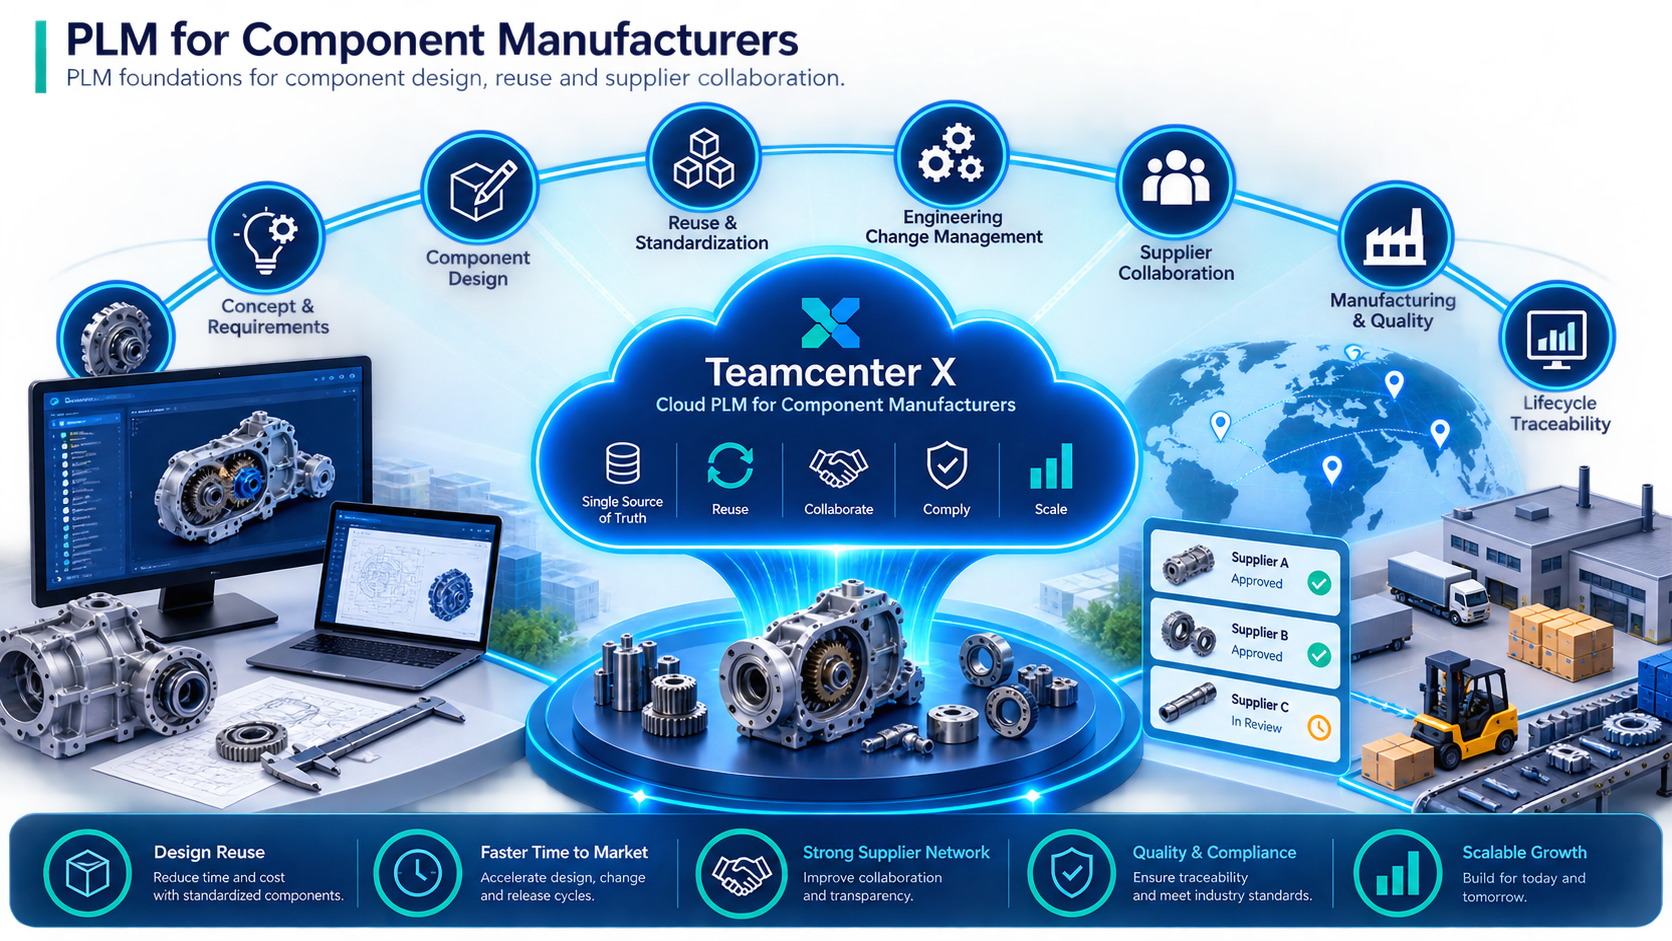 PLM for Component Manufacturers
PLM foundations for component design, reuse and supplier collaboration.
Concept &
Requirements
Component
Design
Reuse &
Standardization
Engineering
Change Management
Supplier
Collaboration
Manufacturing
& Quality
Lifecycle
Traceability
Teamcenter X
Cloud PLM for Component Manufacturers
Single Source
of Truth
Reuse
Collaborate
Comply
Scale
Supplier A
Approved
Supplier B
Approved
Supplier C
In Review
Design Reuse
Reduce time and cost
with standardized components.
Faster Time to Market
Accelerate design, change
and release cycles.
Strong Supplier Network
Improve collaboration
and transparency.
Quality & Compliance
Ensure traceability
and meet industry standards.
Scalable Growth
Build for today and
tomorrow.